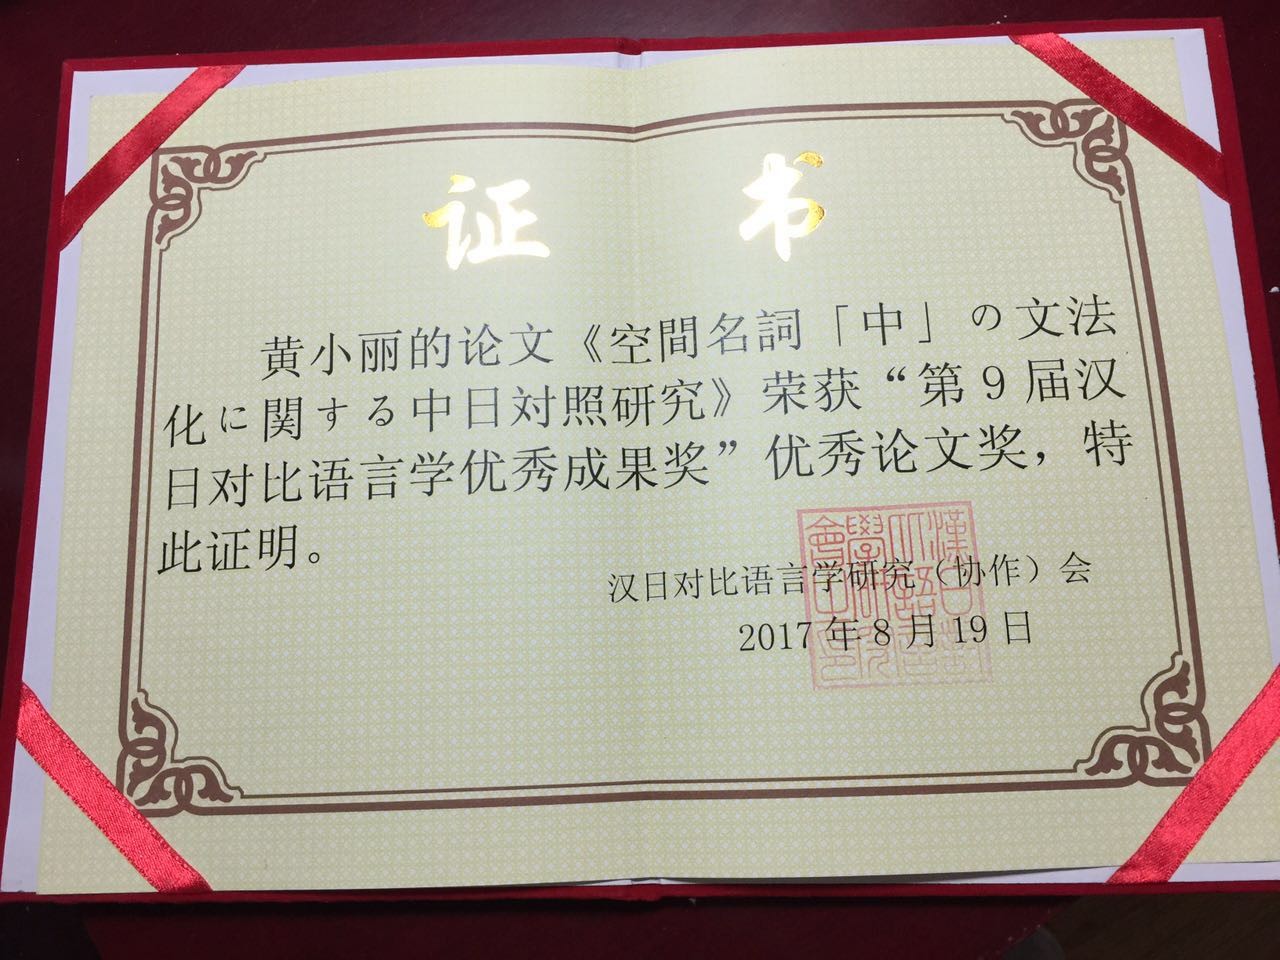 证书
黄小丽的论文《空間名詞「中」の文法
化に関する中日対照研究》荣获“第9届汉
日对比语言学优秀成果奖”优秀论文奖，特
此证明。
汉日对比语言学研究（协作）会
2017年8月19日